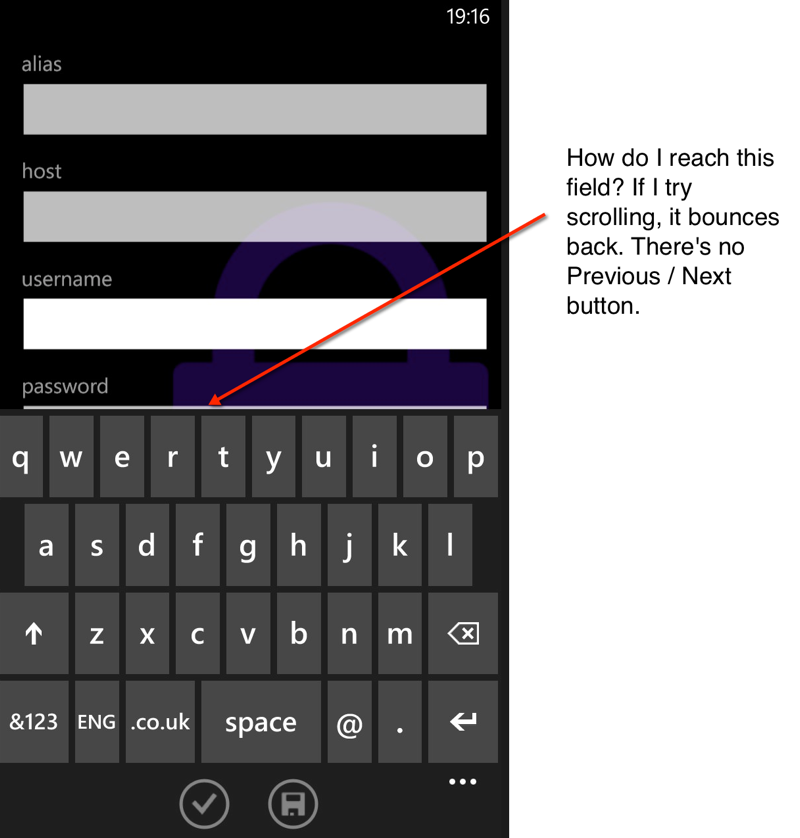 19:16
alias
host
username
password
How do I reach this
field? If I try
scrolling, it bounces
back. There's no
Previous / Next
button.
q w e r t y u i o p
a s d f g h j k l
z x c v b n m
&123 ENG .co.uk space @ .